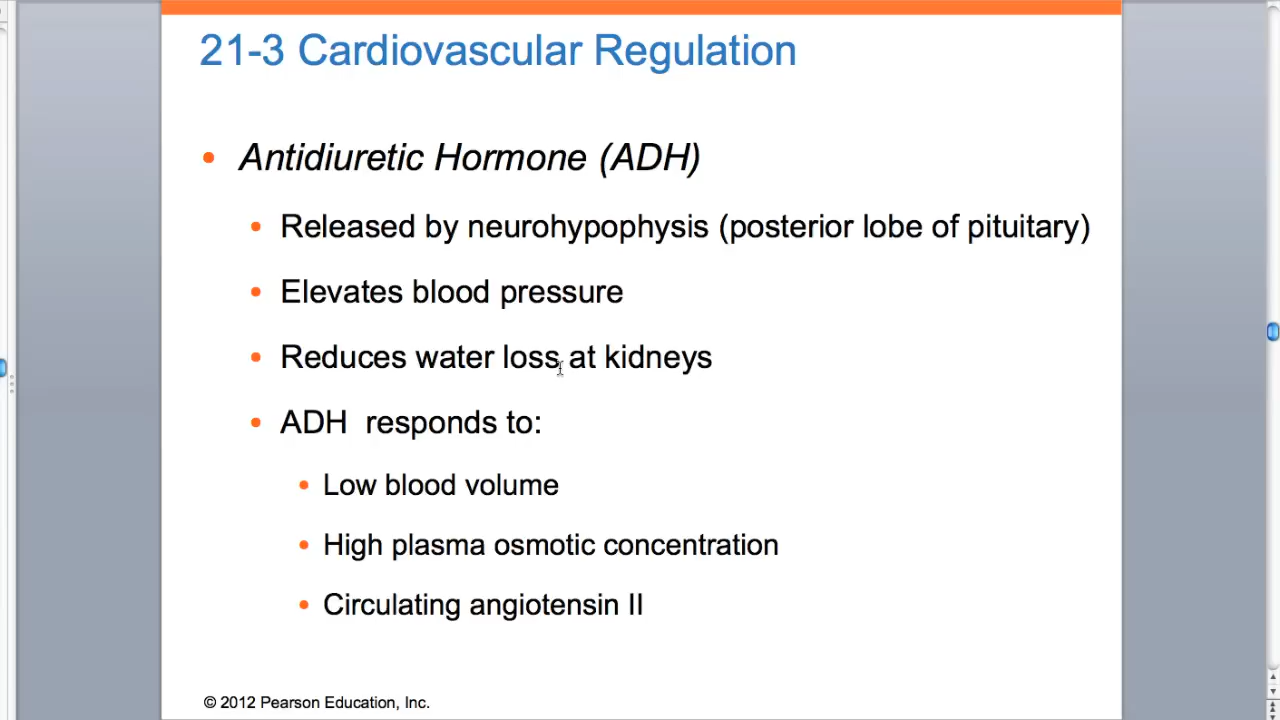 21-3 Cardiovascular Regulation
• Antidiuretic Hormone (ADH)
• Released by neurohypophysis (posterior lobe of pituitary)
• Elevates blood pressure
• Reduces water loss at kidneys
• ADH  responds to:
• Low blood volume
• High plasma osmotic concentration
• Circulating angiotensin II
© 2012 Pearson Education, Inc.